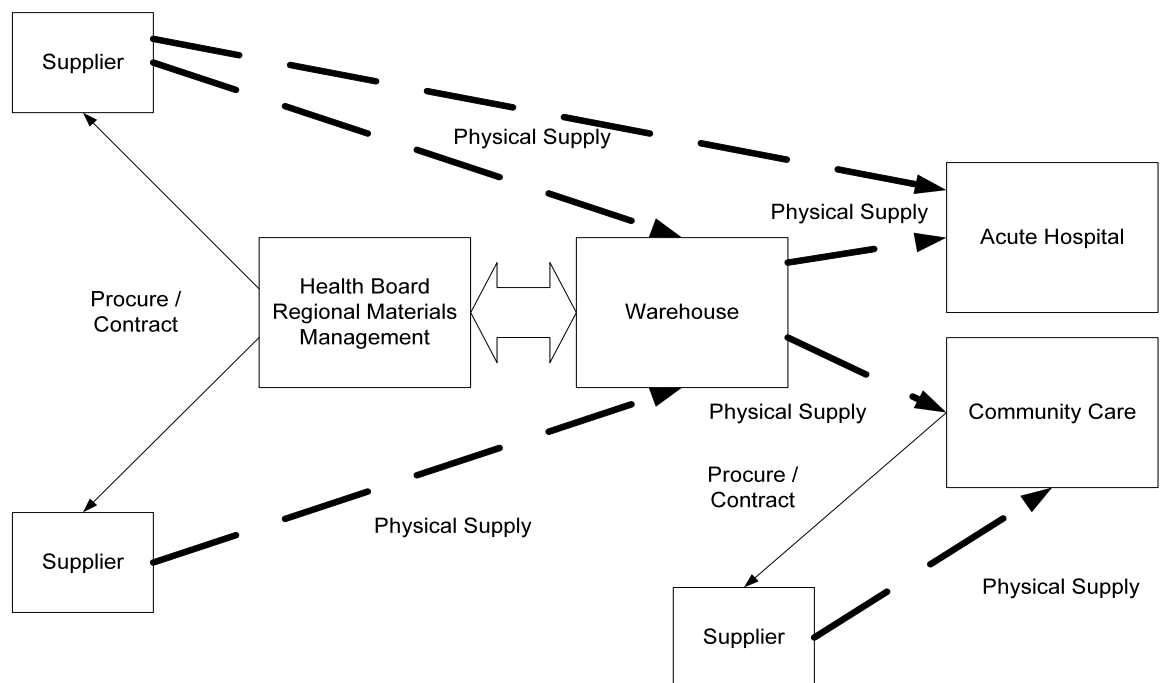 Supplier
Physical Supply
Physical Supply
Acute Hospital
Procure /
Contract
Health Board
Regional Materials
Management
Warehouse
Physical Supply
Community Care
Procure /
Contract
Physical Supply
Supplier
Physical Supply
Supplier